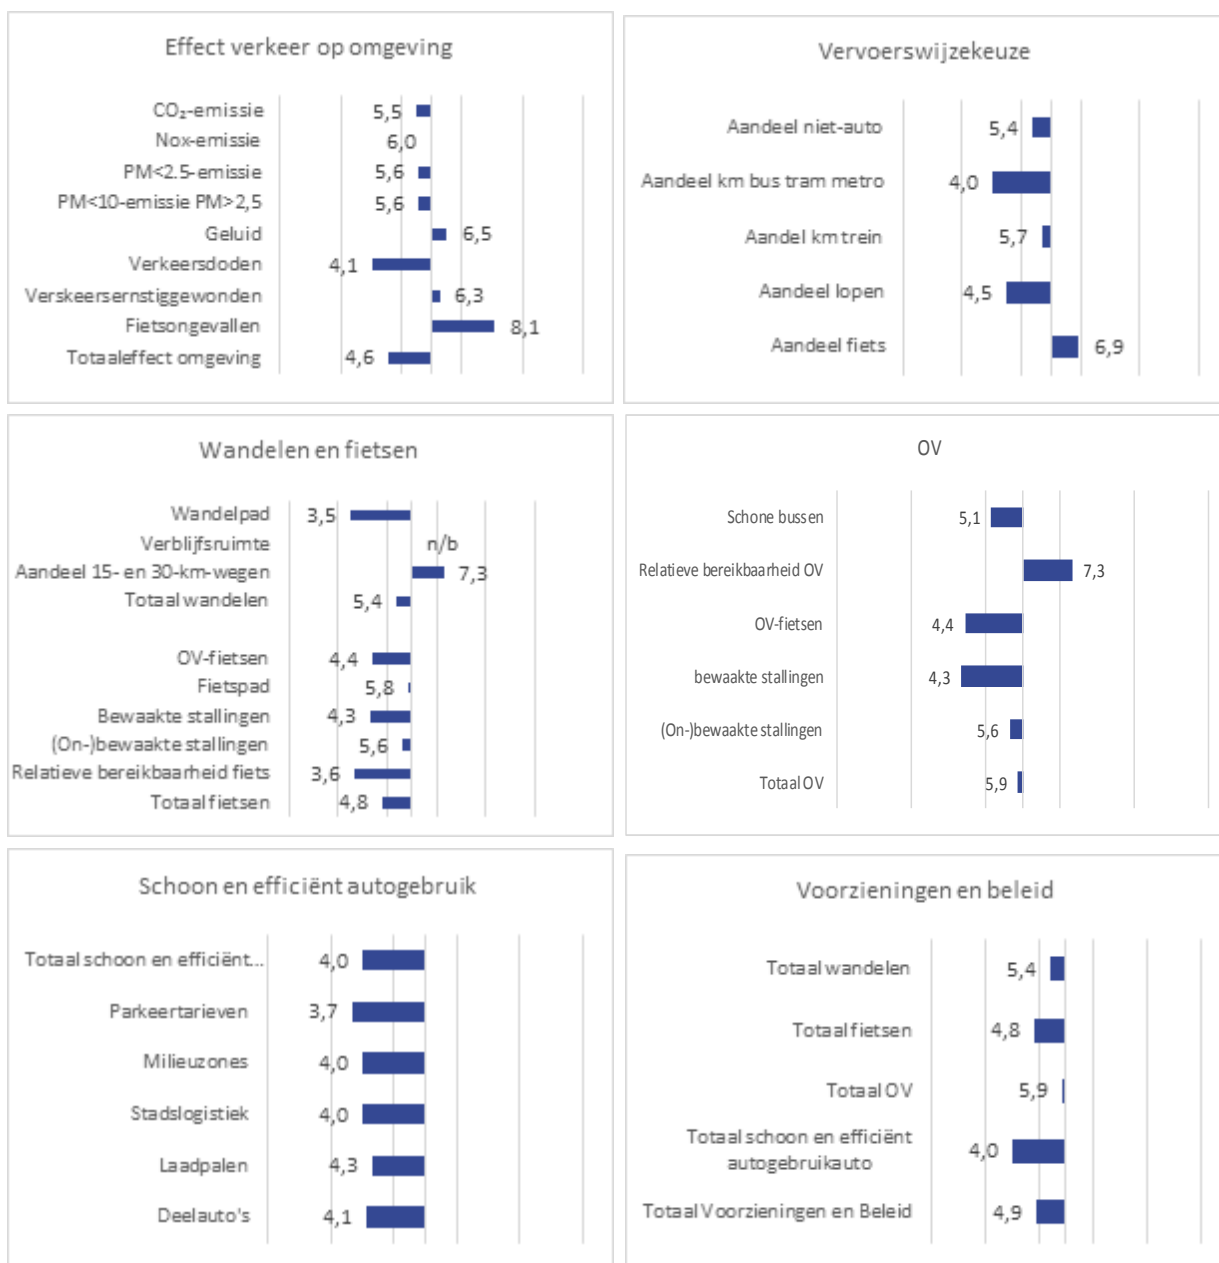 Effect verkeer op omgeving
CO₂-emissie 5,5
Nox-emissie 6,0
PM<2.5-emissie 5,6
PM<10-emissie PM>2,5 5,6
Geluid 6,5
Verkeersdoden 4,1
Verskeersernstiggewonden 6,3
Fietsongevallen 8,1
Totaaleffect omgeving 4,6
Vervoerswijzekeuze
Aandeel niet-auto 5,4
Aandeel km bus tram metro 4,0
Aandel km trein 5,7
Aandeel lopen 4,5
Aandeel fiets 6,9
Wandelen en fietsen
Wandelpad 3,5
Verblijfsruimte n/b
Aandeel 15- en 30-km-wegen 7,3
Totaal wandelen 5,4
OV-fietsen 4,4
Fietspad 5,8
Bewaakte stallingen 4,3
(On-)bewaakte stallingen 5,6
Relatieve bereikbaarheid fiets 3,6
Totaal fietsen 4,8
OV
Schone bussen 5,1
Relatieve bereikbaarheid OV 7,3
OV-fietsen 4,4
bewaakte stallingen 4,3
(On-)bewaakte stallingen 5,6
Totaal OV 5,9
Schoon en efficiënt autogebruik
Totaal schoon en efficiënt... 4,0
Parkeertarieven 3,7
Milieuzones 4,0
Stadslogistiek 4,0
Laadpalen 4,3
Deelauto's 4,1
Voorzieningen en beleid
Totaal wandelen 5,4
Totaal fietsen 4,8
Totaal OV 5,9
Totaal schoon en efficiënt
autogebruikauto 4,0
Totaal Voorzieningen en Beleid 4,9